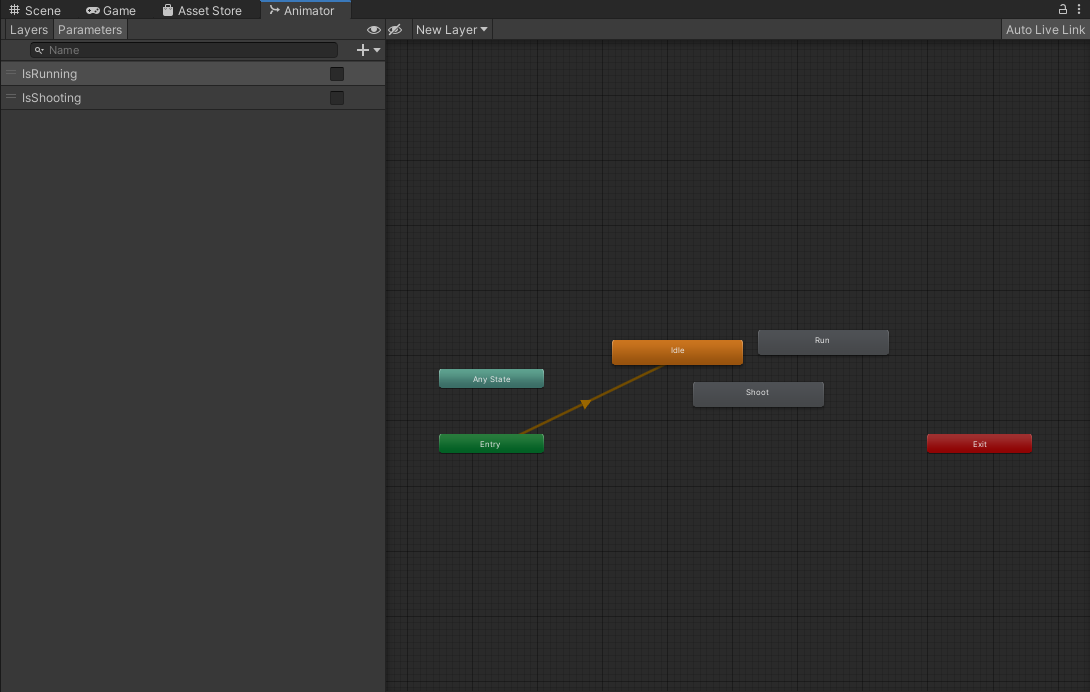 Scene Game Asset Store Animator
Layers Parameters New Layer Auto Live Link
Name
IsRunning
IsShooting
Run
Idle
Any State
Shoot
Entry
Exit